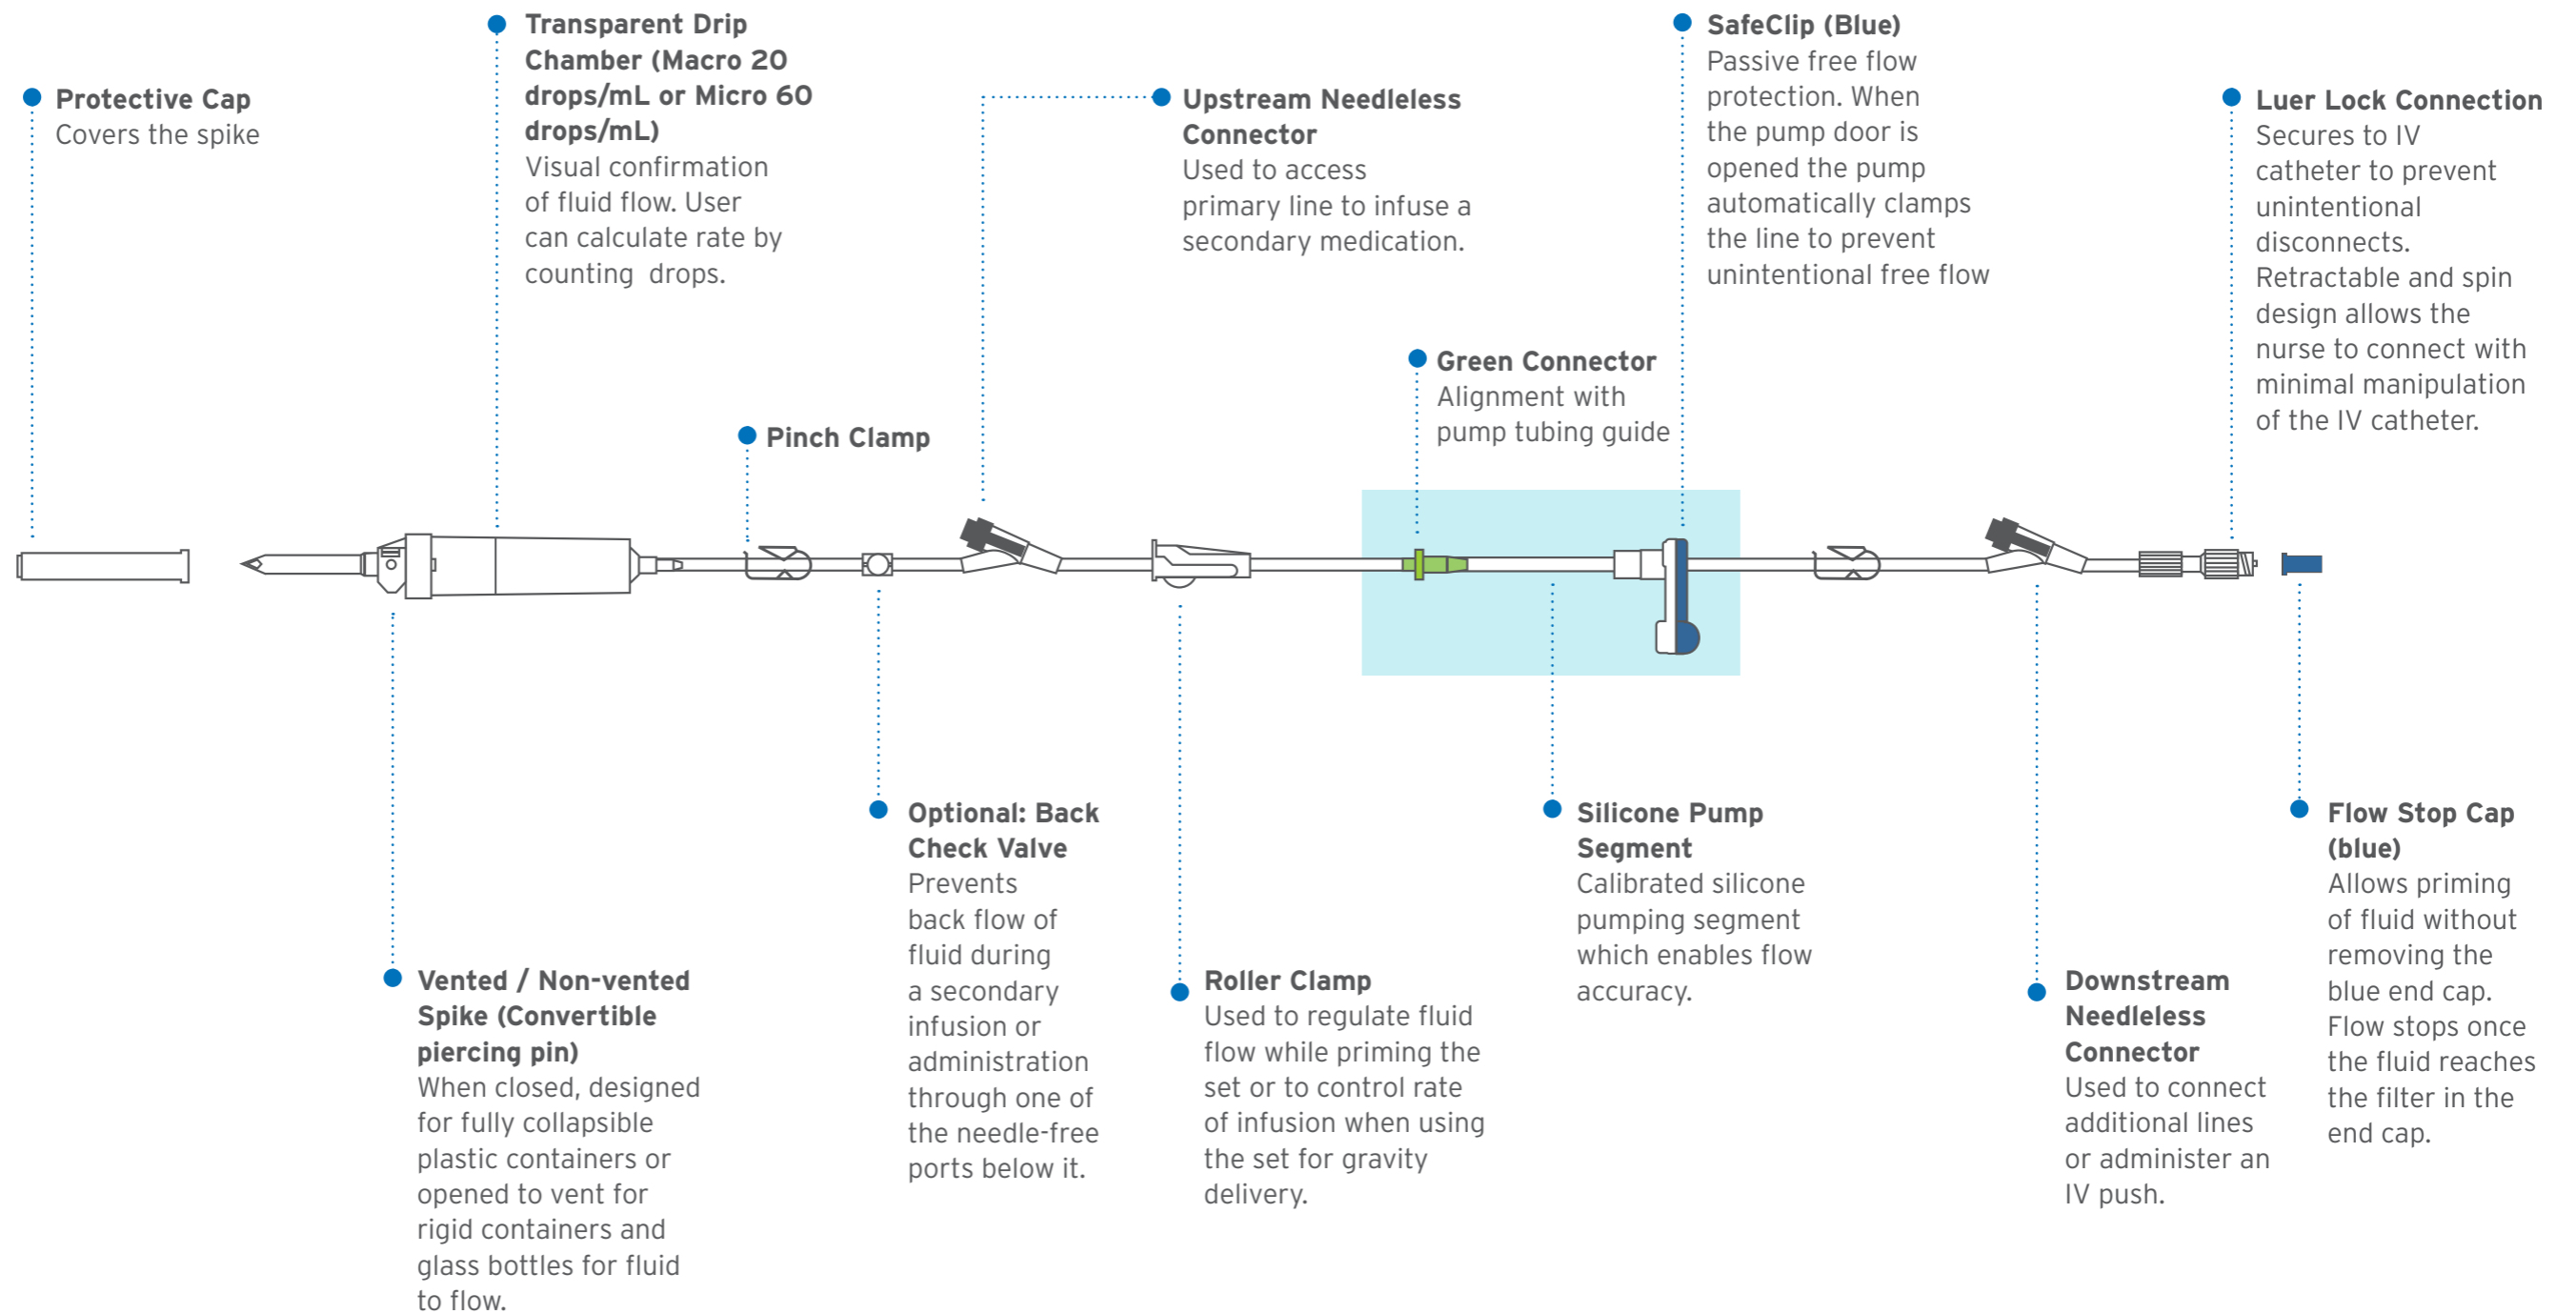 Protective Cap
Covers the spike
Transparent Drip
Chamber (Macro 20
drops/mL or Micro 60
drops/mL)
Visual confirmation
of fluid flow. User
can calculate rate by
counting drops.
Pinch Clamp
Upstream Needleless
Connector
Used to access
primary line to infuse a
secondary medication.
Green Connector
Alignment with
pump tubing guide
SafeClip (Blue)
Passive free flow
protection. When
the pump door is
opened the pump
automatically clamps
the line to prevent
unintentional free flow
Luer Lock Connection
Secures to IV
catheter to prevent
unintentional
disconnects.
Retractable and spin
design allows the
nurse to connect with
minimal manipulation
of the IV catheter.
Vented / Non-vented
Spike (Convertible
piercing pin)
When closed, designed
for fully collapsible
plastic containers or
opened to vent for
rigid containers and
glass bottles for fluid
to flow.
Optional: Back
Check Valve
Prevents
back flow of
fluid during
a secondary
infusion or
administration
through one of
the needle-free
ports below it.
Roller Clamp
Used to regulate fluid
flow while priming the
set or to control rate
of infusion when using
the set for gravity
delivery.
Silicone Pump
Segment
Calibrated silicone
pumping segment
which enables flow
accuracy.
Downstream
Needleless
Connector
Used to connect
additional lines
or administer an
IV push.
Flow Stop Cap
(blue)
Allows priming
of fluid without
removing the
blue end cap.
Flow stops once
the fluid reaches
the filter in the
end cap.